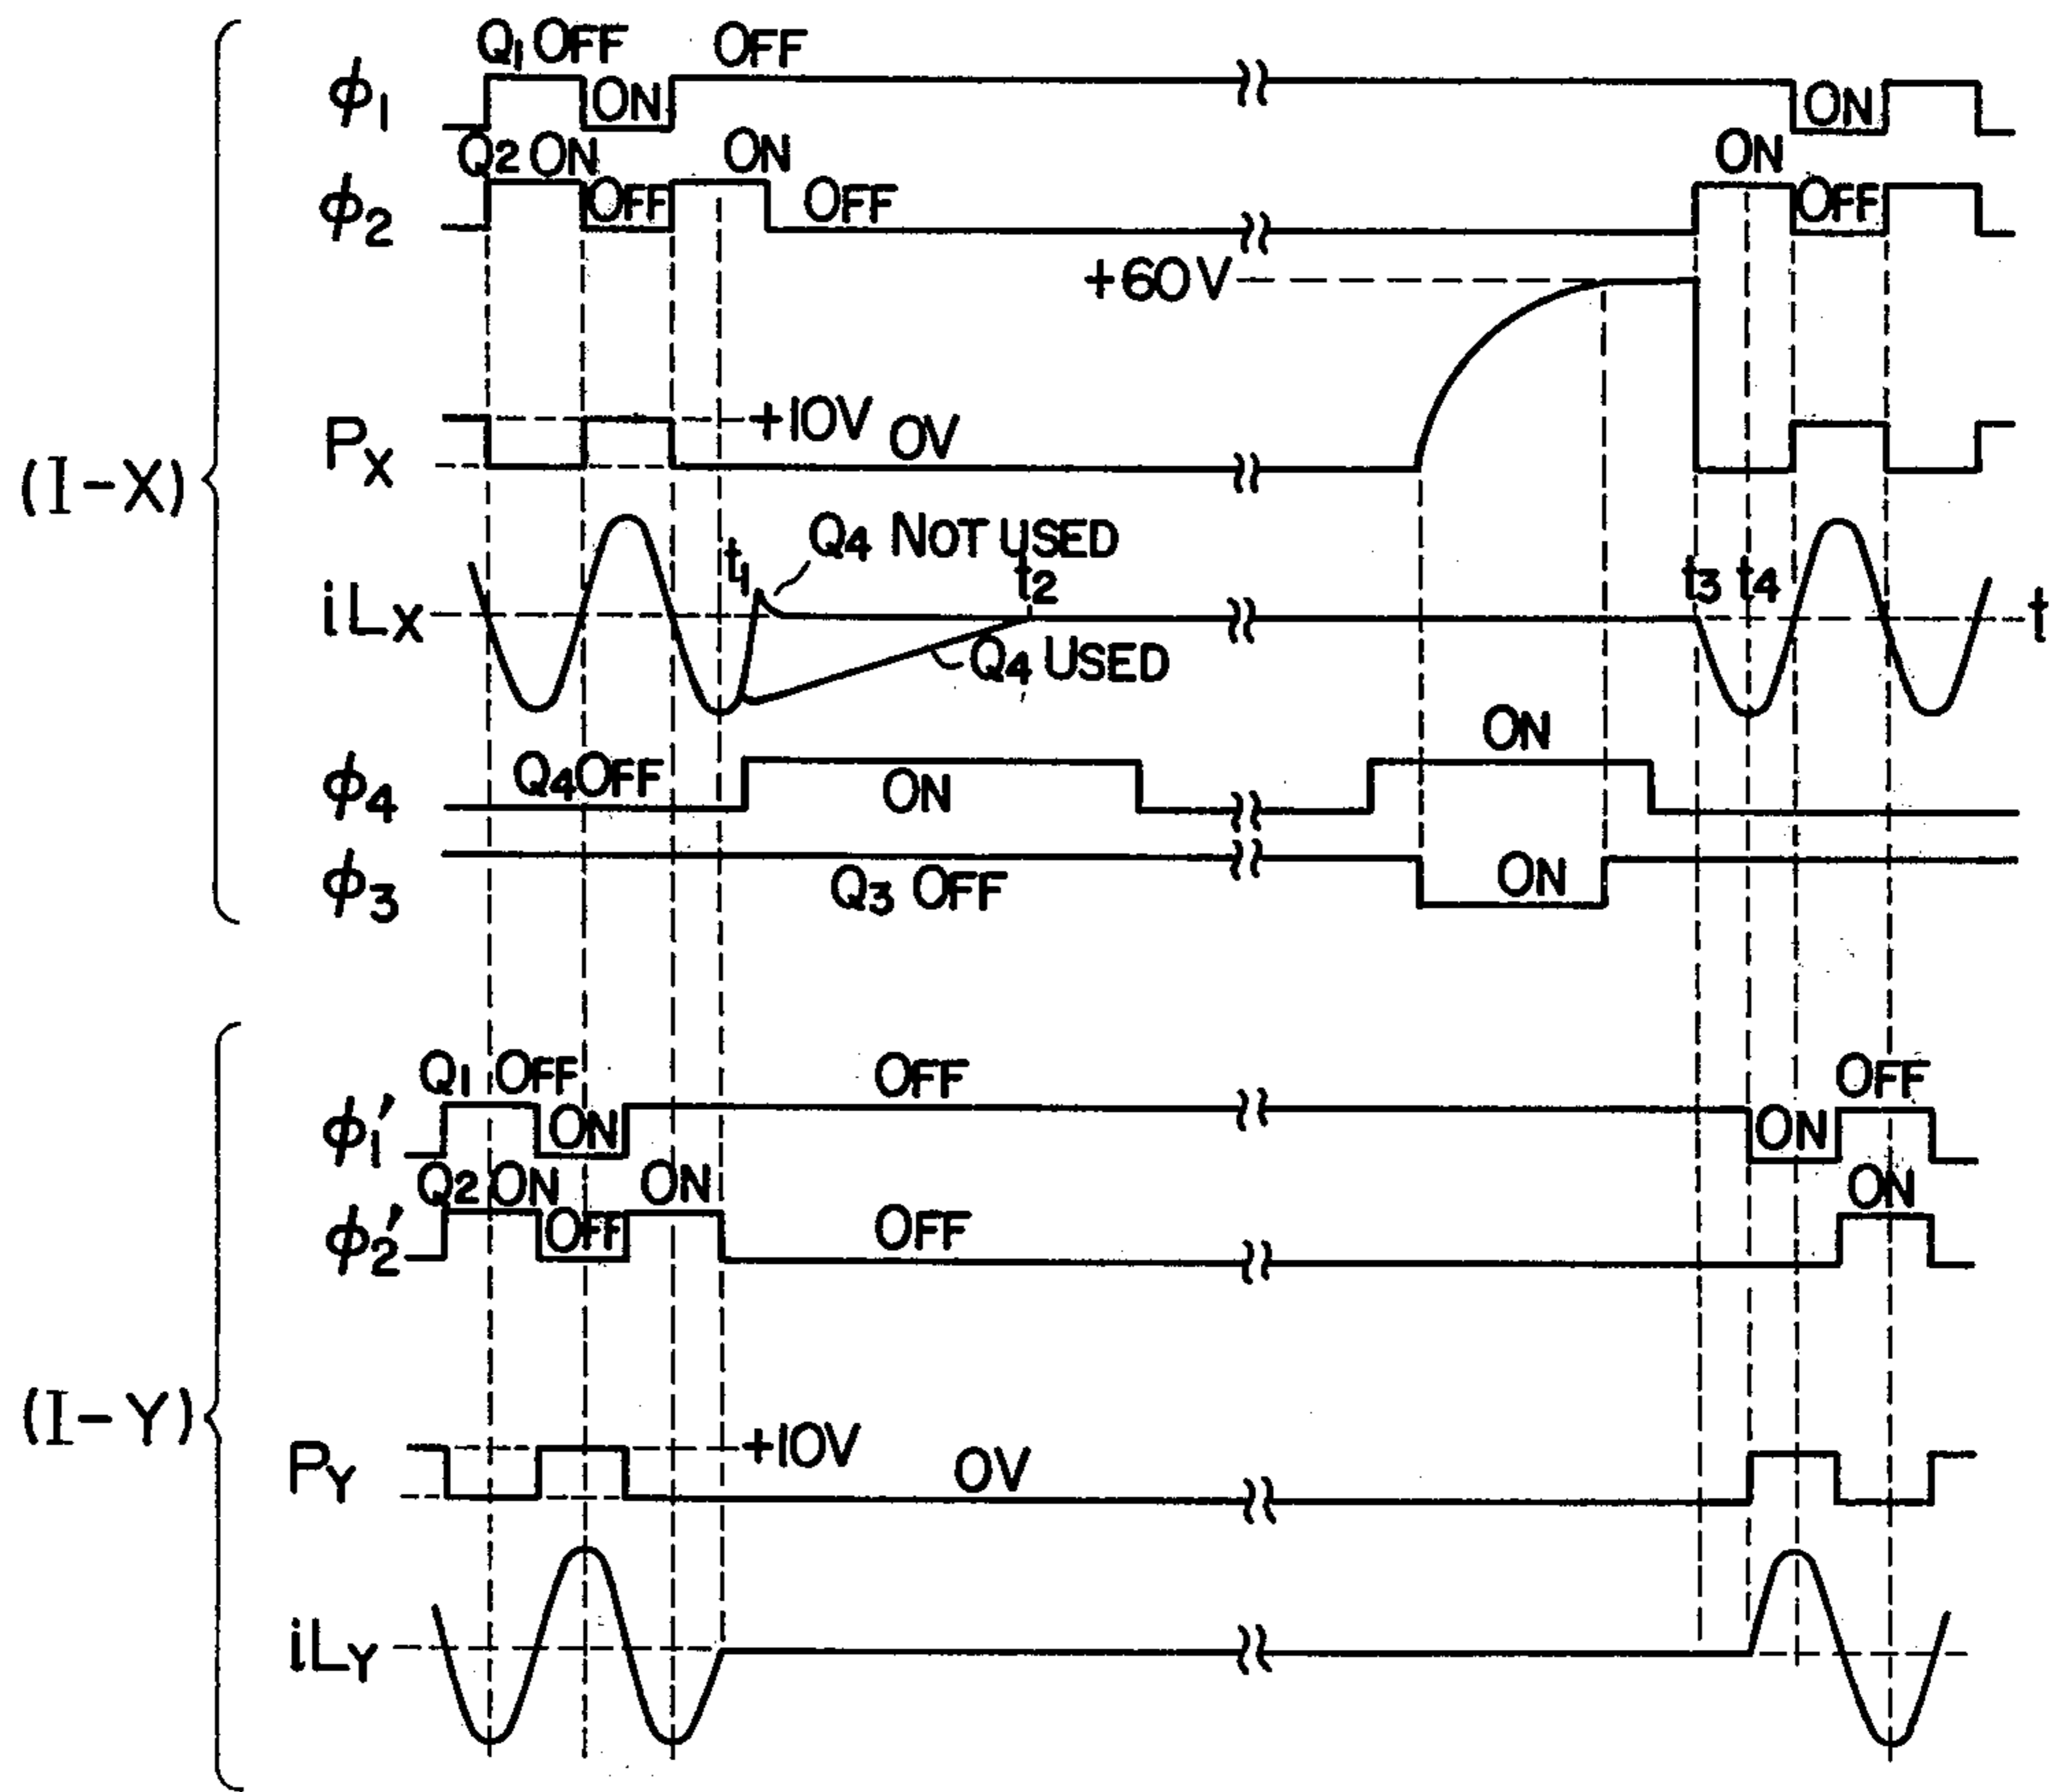 (I-X)
ϕ1
Q1 OFF
ON
OFF
ON
ϕ2
Q2 ON
OFF
ON
OFF
ON
OFF
+60V
PX
+10V
0V
iLX
t1
Q4 NOT USED
t2
Q4 USED
t3
t4
t
ϕ4
Q4 OFF
ON
ON
ϕ3
Q3 OFF
ON
(I-Y)
ϕ1'
Q1 OFF
ON
OFF
ON
OFF
ϕ2'
Q2 ON
OFF
ON
OFF
ON
PY
+10V
0V
iLY